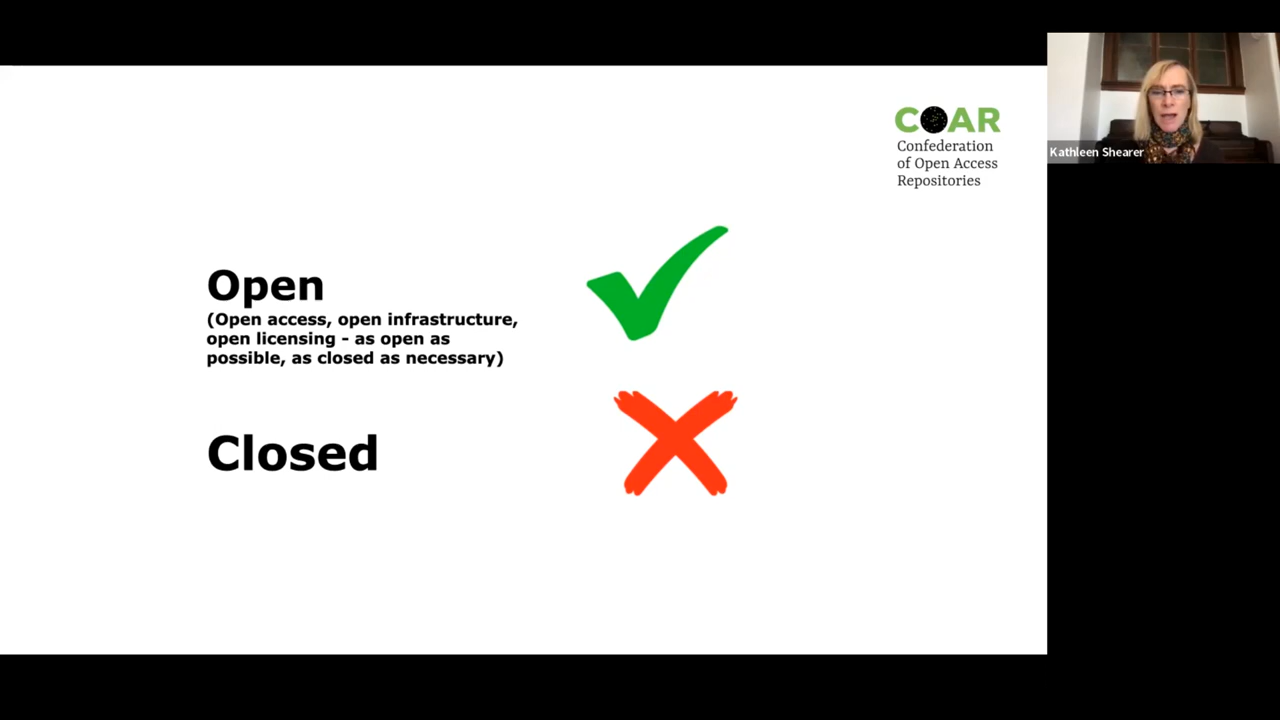 COAR
Confederation
of Open Access
Repositories
Kathleen Shearer
Open
(Open access, open infrastructure,
open licensing - as open as
possible, as closed as necessary)
Closed